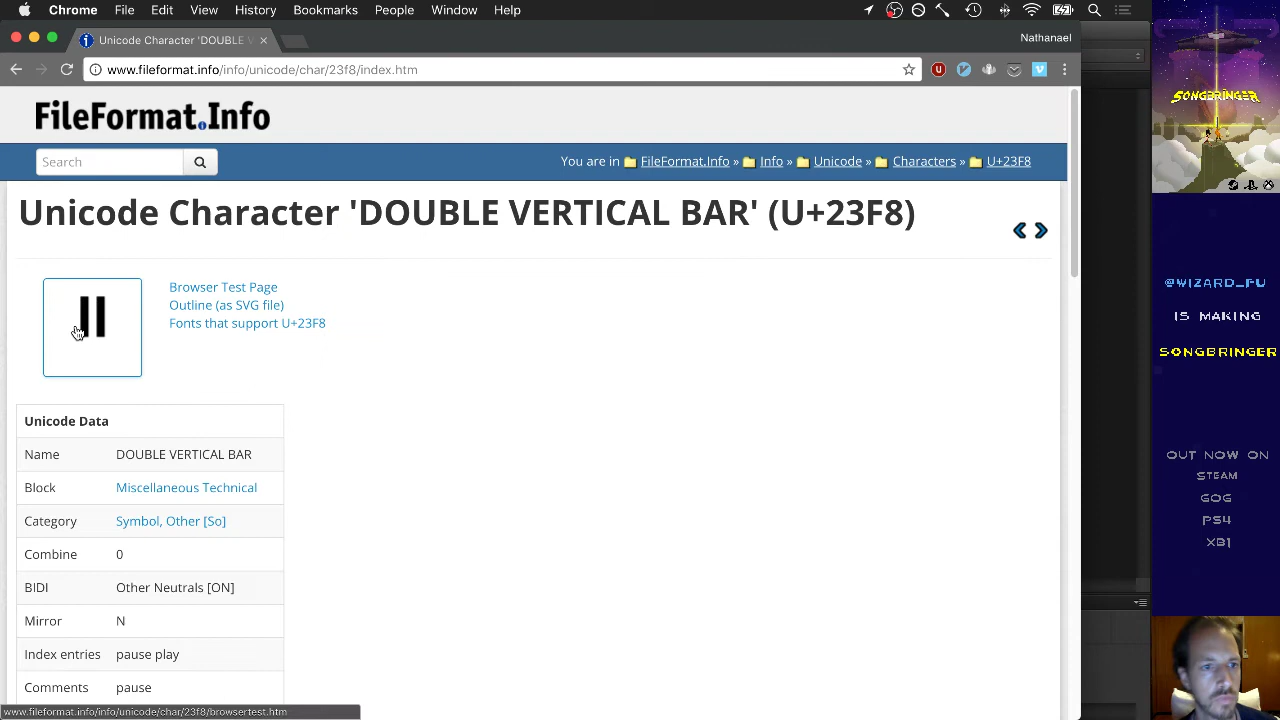 Chrome File Edit View History Bookmarks People Window Help
Unicode Character 'DOUBLE V
Nathanael
www.fileformat.info/info/unicode/char/23f8/index.htm
FileFormat.Info
Search
You are in FileFormat.Info » Info » Unicode » Characters » U+23F8
Unicode Character 'DOUBLE VERTICAL BAR' (U+23F8)
Browser Test Page
Outline (as SVG file)
Fonts that support U+23F8
Unicode Data
Name DOUBLE VERTICAL BAR
Block Miscellaneous Technical
Category Symbol, Other [So]
Combine 0
BIDI Other Neutrals [ON]
Mirror N
Index entries pause play
Comments pause
www.fileformat.info/info/unicode/char/23f8/browsertest.htm
SONGBRINGER
@WIZARD_FU
IS MAKING
SONGBRINGER
OUT NOW ON
STEAM
GOG
PS4
XB1